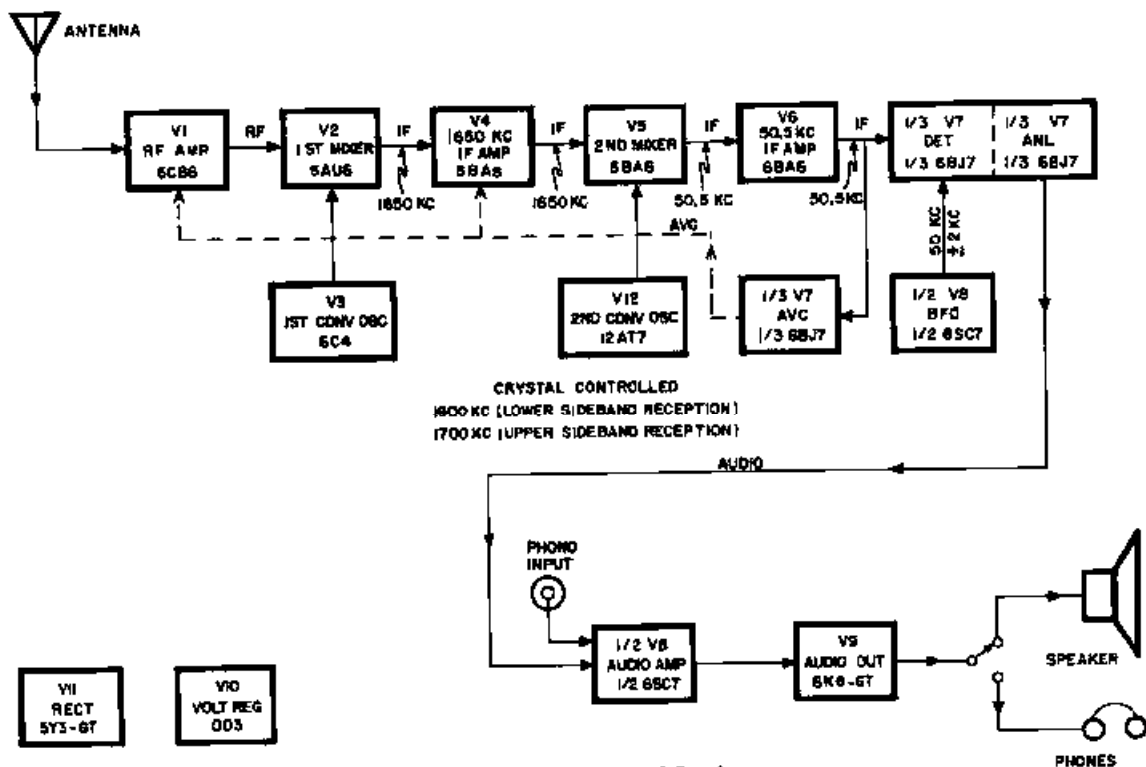 ANTENNA
V1
RF AMP
6CB6
RF
V2
1ST MIXER
6AU6
IF
1650 KC
V4
1650 KC
IF AMP
6BA6
IF
1650 KC
V5
2ND MIXER
6BA6
IF
50.5 KC
V6
50.5 KC
IF AMP
6BA6
IF
50.5 KC
1/3 V7
DET
1/3 6BJ7
1/3 V7
ANL
1/3 6BJ7
AVC
50 KC
±2 KC
V3
1ST CONV OSC
6C4
V12
2ND CONV OSC
12AT7
1/3 V7
AVC
1/3 6BJ7
1/2 V8
BFO
1/2 6SC7
CRYSTAL CONTROLLED
1600 KC (LOWER SIDEBAND RECEPTION)
1700 KC (UPPER SIDEBAND RECEPTION)
AUDIO
PHONO
INPUT
1/2 V8
AUDIO AMP
1/2 6SC7
V9
AUDIO OUT
6K6-GT
SPEAKER
PHONES
V11
RECT
5Y3-GT
V10
VOLT REG
OD3